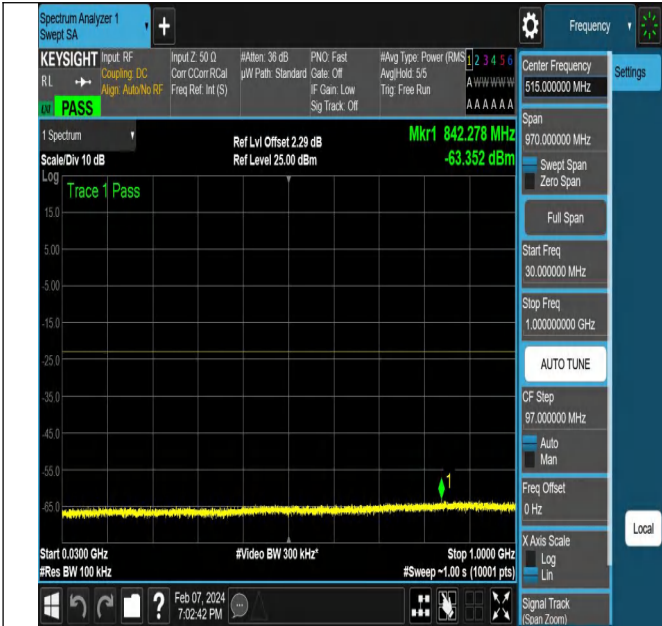 Spectrum Analyzer 1
Swept SA
+
Frequency
KEYSIGHT
RL
PASS
Input: RF
Coupling: DC
Align: Auto/No RF
Input Z: 50 Ω
Corr CCorr RCal
Freq Ref: Int (S)
#Atten: 36 dB
µW Path: Standard
PNO: Fast
Gate: Off
IF Gain: Low
Sig Track: Off
#Avg Type: Power (RMS
Avg|Hold: 5/5
Trig: Free Run
1 2 3 4 5 6
A W W W W W
A A A A A A
Center Frequency
515.000000 MHz
Settings
1 Spectrum
Scale/Div 10 dB
Ref Lvl Offset 2.29 dB
Ref Level 25.00 dBm
Mkr1 842.278 MHz
-63.352 dBm
Log
Trace 1 Pass
15.0
5.00
-5.00
-15.0
-25.0
-35.0
-45.0
-55.0
-65.0
1
Start 0.0300 GHz
#Res BW 100 kHz
#Video BW 300 kHz*
Stop 1.0000 GHz
#Sweep ~1.00 s (10001 pts)
Span
970.000000 MHz
Swept Span
Zero Span
Full Span
Start Freq
30.000000 MHz
Stop Freq
1.000000000 GHz
AUTO TUNE
CF Step
97.000000 MHz
Auto
Man
Freq Offset
0 Hz
X Axis Scale
Log
Lin
Local
Signal Track
(Span Zoom)
?
Feb 07, 2024
7:02:42 PM